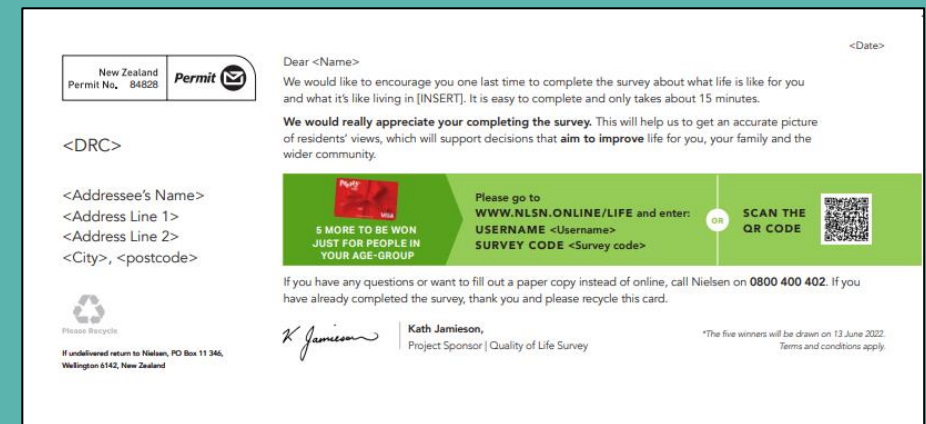 <Date>
New Zealand
Permit No. 84828
Permit
<DRC>
<Addressee's Name>
<Address Line 1>
<Address Line 2>
<City>, <postcode>
Please Recycle
If undelivered return to Nielsen, PO Box 11 346,
Wellington 6142, New Zealand
Dear <Name>
We would like to encourage you one last time to complete the survey about what life is like for you
and what it's like living in [INSERT]. It is easy to complete and only takes about 15 minutes.
We would really appreciate your completing the survey. This will help us to get an accurate picture
of residents' views, which will support decisions that aim to improve life for you, your family and the
wider community.
VISA
5 MORE TO BE WON
JUST FOR PEOPLE IN
YOUR AGE-GROUP
Please go to
WWW.NLSN.ONLINE/LIFE and enter:
USERNAME <Username>
SURVEY CODE <Survey code>
OR
SCAN THE
QR CODE
If you have any questions or want to fill out a paper copy instead of online, call Nielsen on 0800 400 402. If you
have already completed the survey, thank you and please recycle this card.
K Jamieson
Kath Jamieson,
Project Sponsor | Quality of Life Survey
*The five winners will be drawn on 13 June 2022.
Terms and conditions apply.